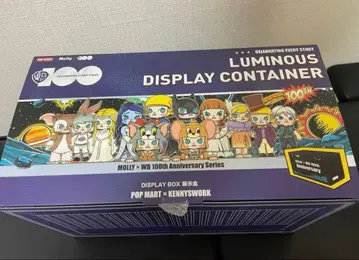 POP MART Molly 100
100
CELEBRATING EVERY STORY
LUMINOUS
DISPLAY CONTAINER
100TH
MOLLY × WB 100th Anniversary Series
Anniversary
DISPLAY BOX 展示盒
POP MART × KENNYSWORK